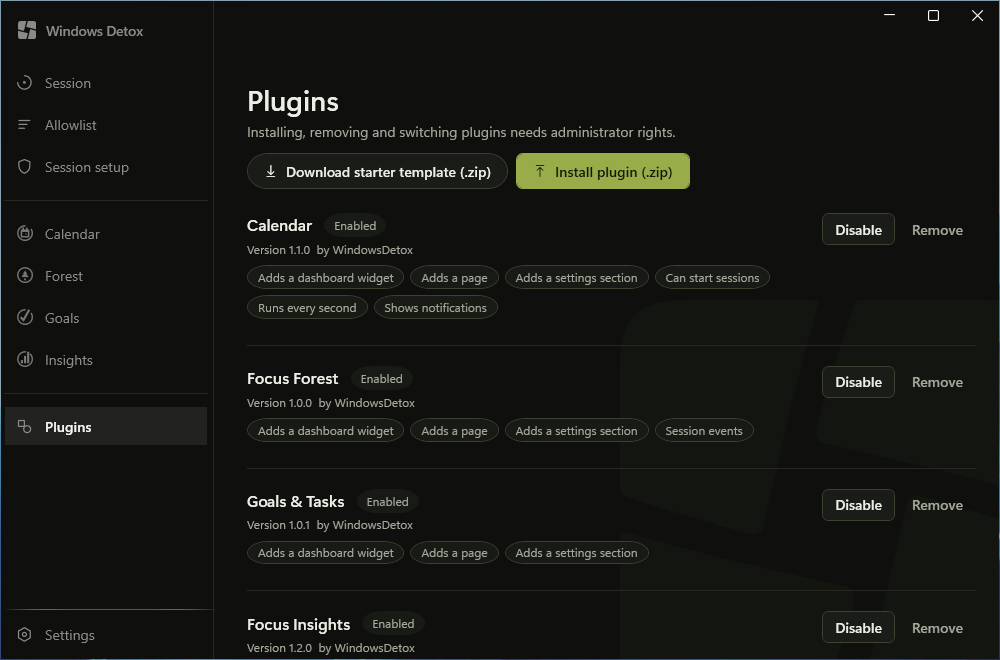 Windows Detox
Session
Allowlist
Session setup
Calendar
Forest
Goals
Insights
Plugins
Settings
Plugins
Installing, removing and switching plugins needs administrator rights.
Download starter template (.zip) Install plugin (.zip)
Calendar Enabled Disable Remove
Version 1.1.0 by WindowsDetox
Adds a dashboard widget Adds a page Adds a settings section Can start sessions
Runs every second Shows notifications
Focus Forest Enabled Disable Remove
Version 1.0.0 by WindowsDetox
Adds a dashboard widget Adds a page Adds a settings section Session events
Goals & Tasks Enabled Disable Remove
Version 1.0.1 by WindowsDetox
Adds a dashboard widget Adds a page Adds a settings section
Focus Insights Enabled Disable Remove
Version 1.2.0 by WindowsDetox